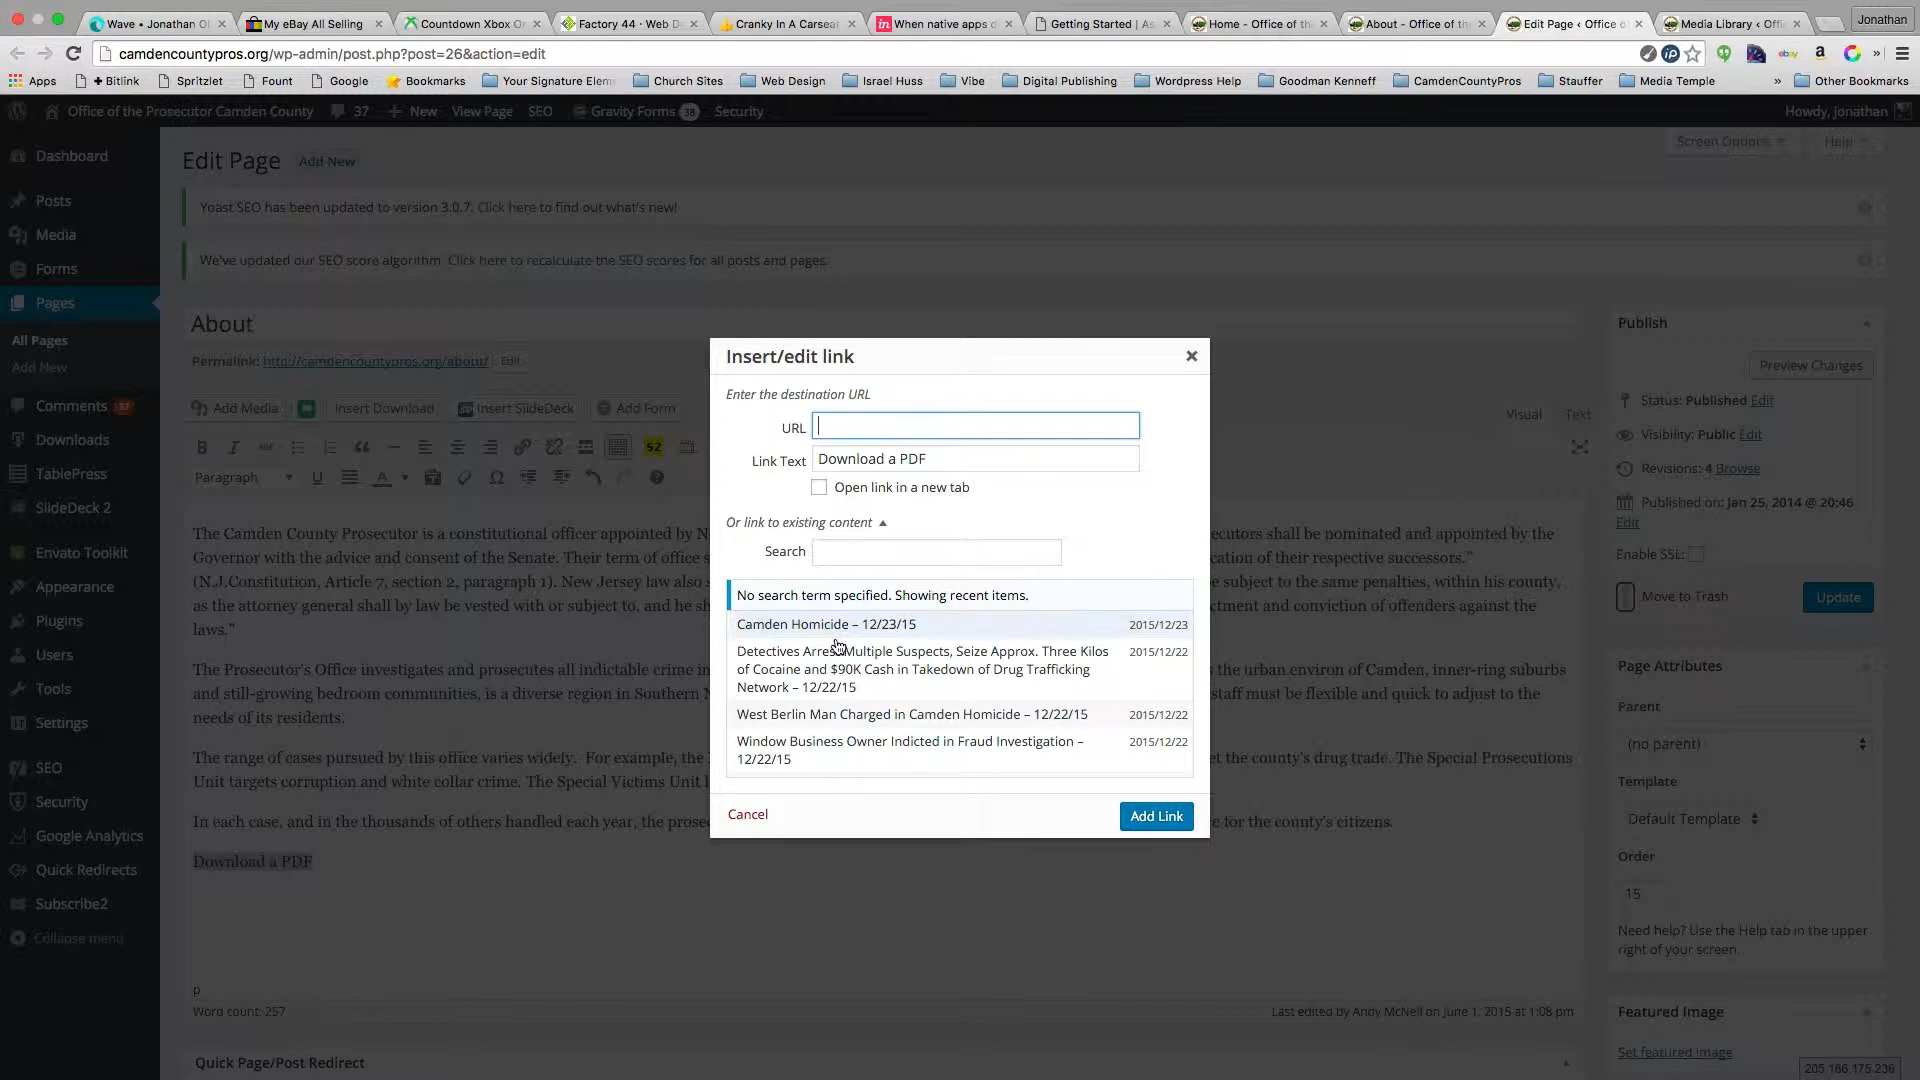 Wave • Jonathan Ol
My eBay All Selling
Countdown Xbox On
Factory 44 - Web De
Cranky In A Carseat
When native apps d
Getting Started | As
Home - Office of the
About - Office of the
Edit Page ‹ Office o
Media Library ‹ Offi
Jonathan
camdencountypros.org/wp-admin/post.php?post=26&action=edit
Apps
+ Bitlink
Spritzlet
Fount
Google
Bookmarks
Your Signature Elem
Church Sites
Web Design
Israel Huss
Vibe
Digital Publishing
Wordpress Help
Goodman Kenneff
CamdenCountyPros
Stauffer
Media Temple
» Other Bookmarks
Office of the Prosecutor Camden County
37
+ New
View Page
SEO
Gravity Forms 38
Security
Howdy, jonathan
Dashboard
Posts
Media
Forms
Pages
All Pages
Add New
Comments
Downloads
TablePress
SlideDeck 2
Envato Toolkit
Appearance
Plugins
Users
Tools
Settings
SEO
Security
Google Analytics
Quick Redirects
Subscribe2
Collapse menu
Edit Page
Add New
Screen Options
Help
Yoast SEO has been updated to version 3.0.7. Click here to find out what's new!
We've updated our SEO score algorithm. Click here to recalculate the SEO scores for all posts and pages.
About
Permalink: http://camdencountypros.org/about/ Edit
Add Media
Insert Download
Insert SlideDeck
Add Form
Visual
Text
Paragraph
The Camden County Prosecutor is a constitutional officer appointed by N
ecutors shall be nominated and appointed by the
Governor with the advice and consent of the Senate. Their term of office s
cation of their respective successors."
(N.J.Constitution, Article 7, section 2, paragraph 1). New Jersey law also s
e subject to the same penalties, within his county,
as the attorney general shall by law be vested with or subject to, and he sh
ctment and conviction of offenders against the
laws."
The Prosecutor's Office investigates and prosecutes all indictable crime in
the urban environ of Camden, inner-ring suburbs
and still-growing bedroom communities, is a diverse region in Southern N
staff must be flexible and quick to adjust to the
needs of its residents.
The range of cases pursued by this office varies widely. For example, the
t the county's drug trade. The Special Prosecutions
Unit targets corruption and white collar crime. The Special Victims Unit
In each case, and in the thousands of others handled each year, the prose
e for the county's citizens.
Download a PDF
p
Word count: 257
Last edited by Andy McNeil on June 1, 2015 at 1:08 pm
Quick Page/Post Redirect
Insert/edit link
Enter the destination URL
URL
Link Text Download a PDF
Open link in a new tab
Or link to existing content
Search
No search term specified. Showing recent items.
Camden Homicide – 12/23/15 2015/12/23
Detectives Arrest Multiple Suspects, Seize Approx. Three Kilos 2015/12/22
of Cocaine and $90K Cash in Takedown of Drug Trafficking
Network – 12/22/15
West Berlin Man Charged in Camden Homicide – 12/22/15 2015/12/22
Window Business Owner Indicted in Fraud Investigation – 2015/12/22
12/22/15
Cancel
Add Link
Publish
Preview Changes
Status: Published Edit
Visibility: Public Edit
Revisions: 4 Browse
Published on: Jan 25, 2014 @ 20:46
Edit
Enable SSL:
Move to Trash
Update
Page Attributes
Parent
(no parent)
Template
Default Template
Order
15
Need help? Use the Help tab in the upper
right of your screen.
Featured Image
Set featured image
205.186.175.236